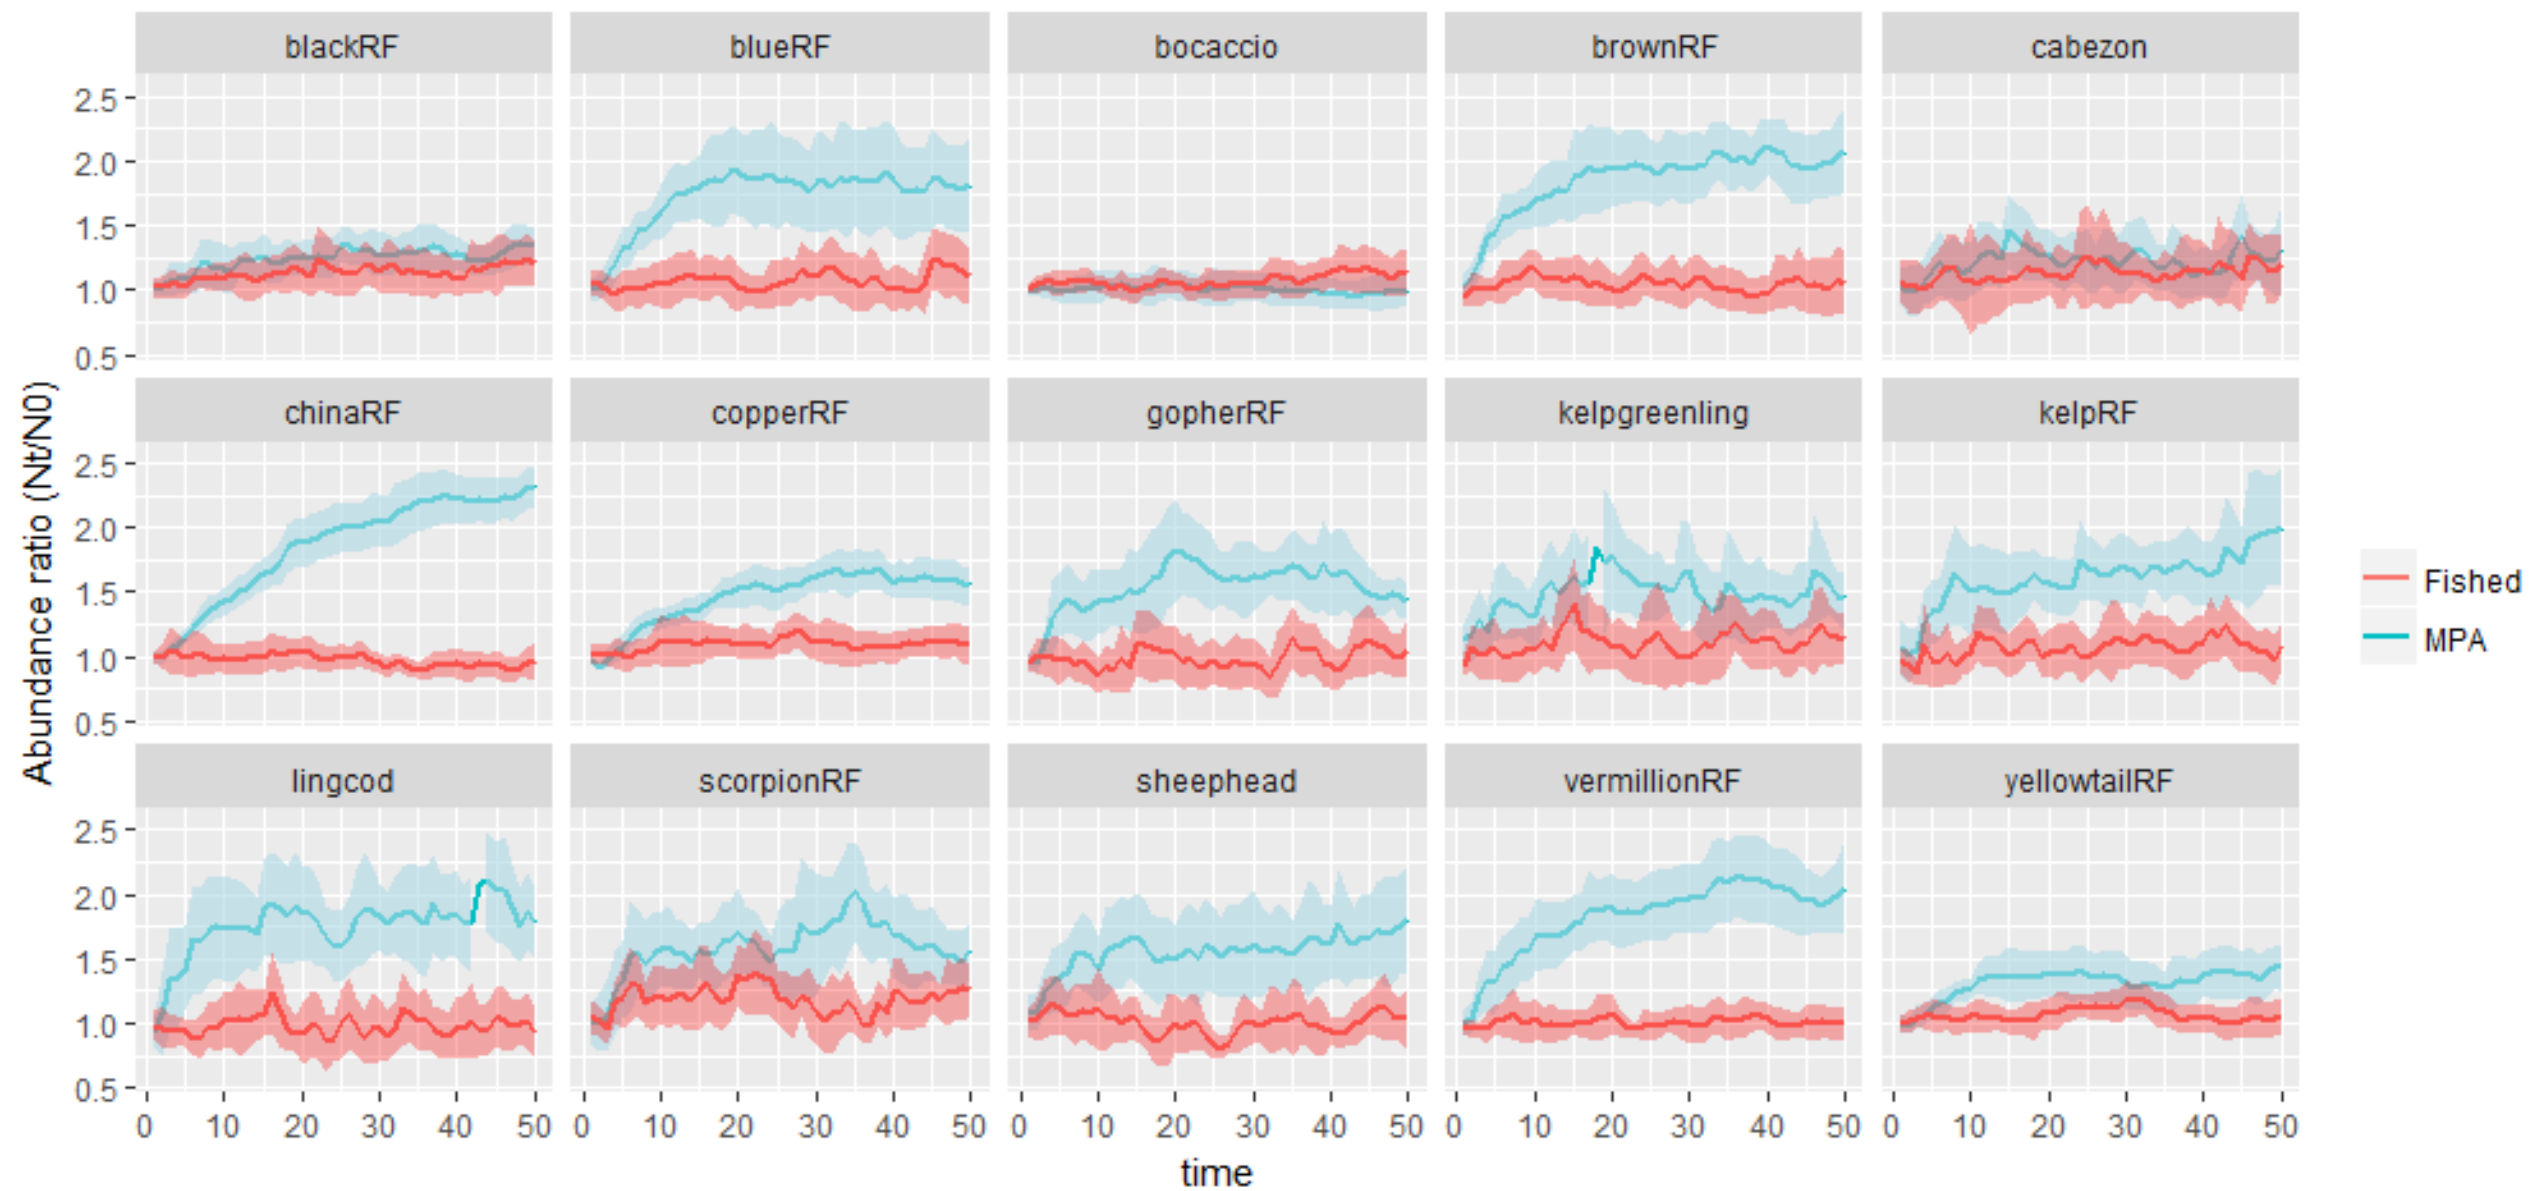 blackRF blueRF bocaccio brownRF cabezon
2.5
2.0
1.5
1.0
0.5
chinaRF copperRF gopherRF kelpgreenling kelpRF
2.5
2.0
1.5
1.0
0.5
lingcod scorpionRF sheephead vermillionRF yellowtailRF
2.5
2.0
1.5
1.0
0.5
0 10 20 30 40 50 0 10 20 30 40 50 0 10 20 30 40 50 0 10 20 30 40 50 0 10 20 30 40 50
time
Abundance ratio (Nt/N0)
Fished
MPA